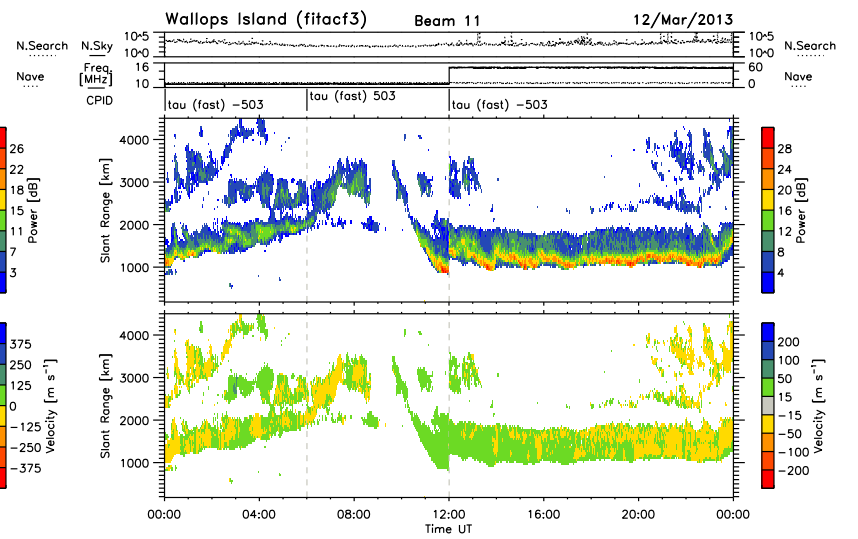 Wallops Island (fitacf3) Beam 11 12/Mar/2013
N.Search N.Sky 10^5 10^0 10^5 10^0 N.Search
Nave Freq. [MHz] 16 10 60 0 Nave
CPID tau (fast) -503 tau (fast) 503 tau (fast) -503
Power [dB] 26 22 18 15 11 7 3
Slant Range [km] 4000 3000 2000 1000
Power [dB] 28 24 20 16 12 8 4
Velocity [m s⁻¹] 375 250 125 0 -125 -250 -375
Slant Range [km] 4000 3000 2000 1000
Velocity [m s⁻¹] 200 100 50 15 -15 -50 -100 -200
00:00 04:00 08:00 12:00 16:00 20:00 00:00
Time UT